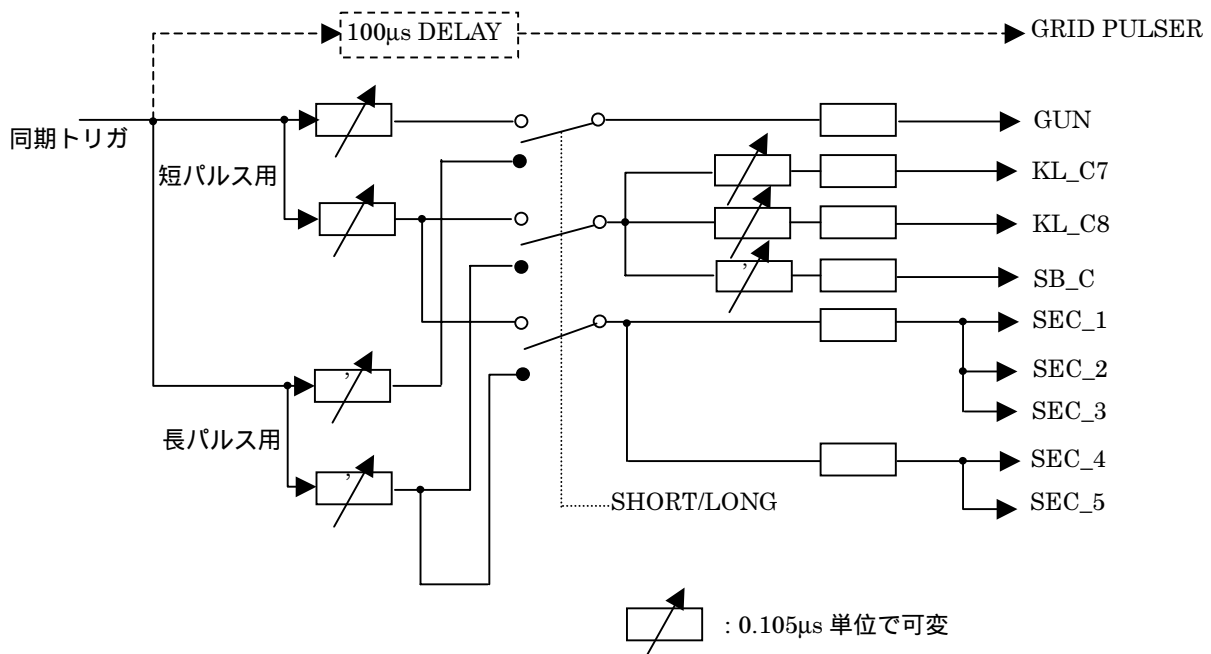 100μs DELAY
GRID PULSER
同期トリガ
GUN
短パルス用
KL_C7
KL_C8
,
SB_C
SEC_1
,
SEC_2
SEC_3
長パルス用
,
SEC_4
SHORT/LONG
SEC_5
: 0.105μs 単位で可変